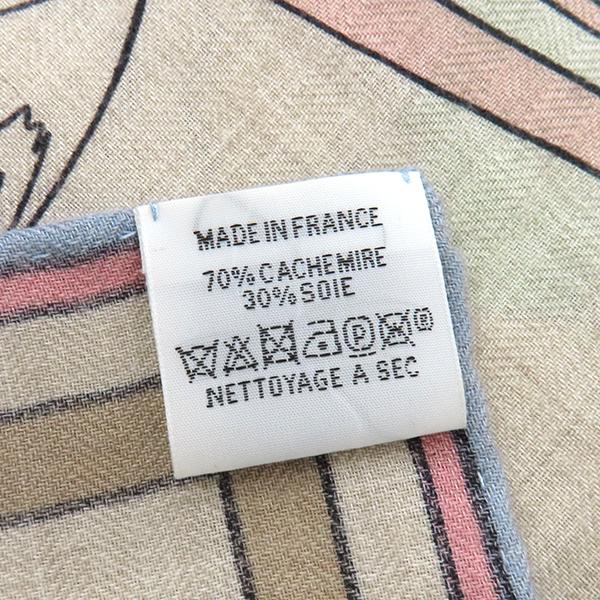 MADE IN FRANCE
70% CACHEMIRE
30% SOIE
P ®
NETTOYAGE A SEC